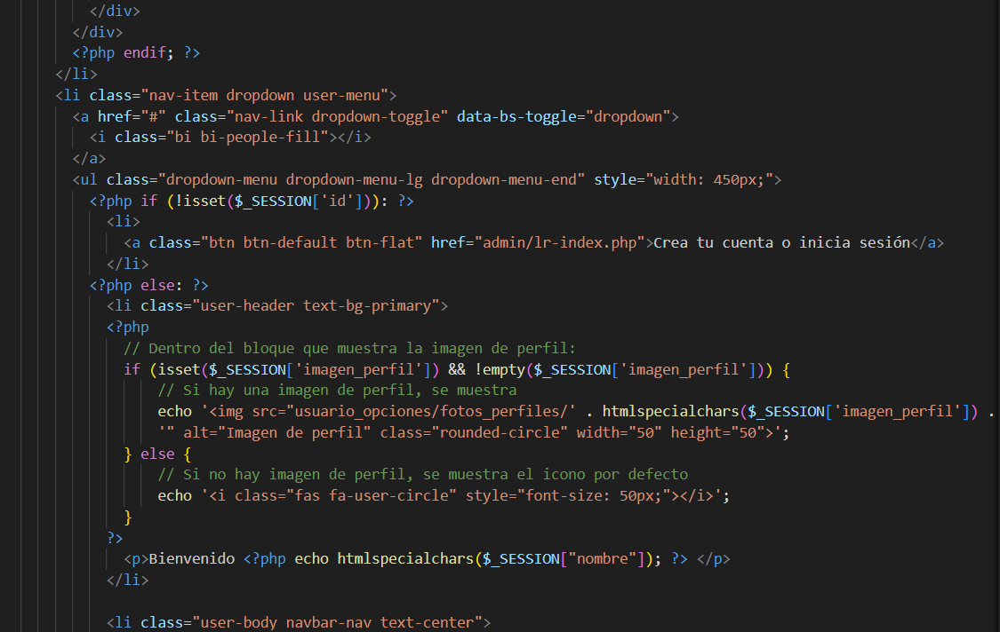 </div>
</div>
<?php endif; ?>
</li>
<li class="nav-item dropdown user-menu">
<a href="#" class="nav-link dropdown-toggle" data-bs-toggle="dropdown">
<i class="bi bi-people-fill"></i>
</a>
<ul class="dropdown-menu dropdown-menu-lg dropdown-menu-end" style="width: 450px;">
<?php if (!isset($_SESSION['id'])): ?>
<li>
<a class="btn btn-default btn-flat" href="admin/lr-index.php">Crea tu cuenta o inicia sesión</a>
</li>
<?php else: ?>
<li class="user-header text-bg-primary">
<?php
// Dentro del bloque que muestra la imagen de perfil:
if (isset($_SESSION['imagen_perfil']) && !empty($_SESSION['imagen_perfil'])) {
// Si hay una imagen de perfil, se muestra
echo '<img src="usuario_opciones/fotos_perfiles/' . htmlspecialchars($_SESSION['imagen_perfil']) .
'" alt="Imagen de perfil" class="rounded-circle" width="50" height="50">';
} else {
// Si no hay imagen de perfil, se muestra el icono por defecto
echo '<i class="fas fa-user-circle" style="font-size: 50px;"></i>';
}
?>
<p>Bienvenido <?php echo htmlspecialchars($_SESSION["nombre"]); ?> </p>
</li>
<li class="user-body navbar-nav text-center">